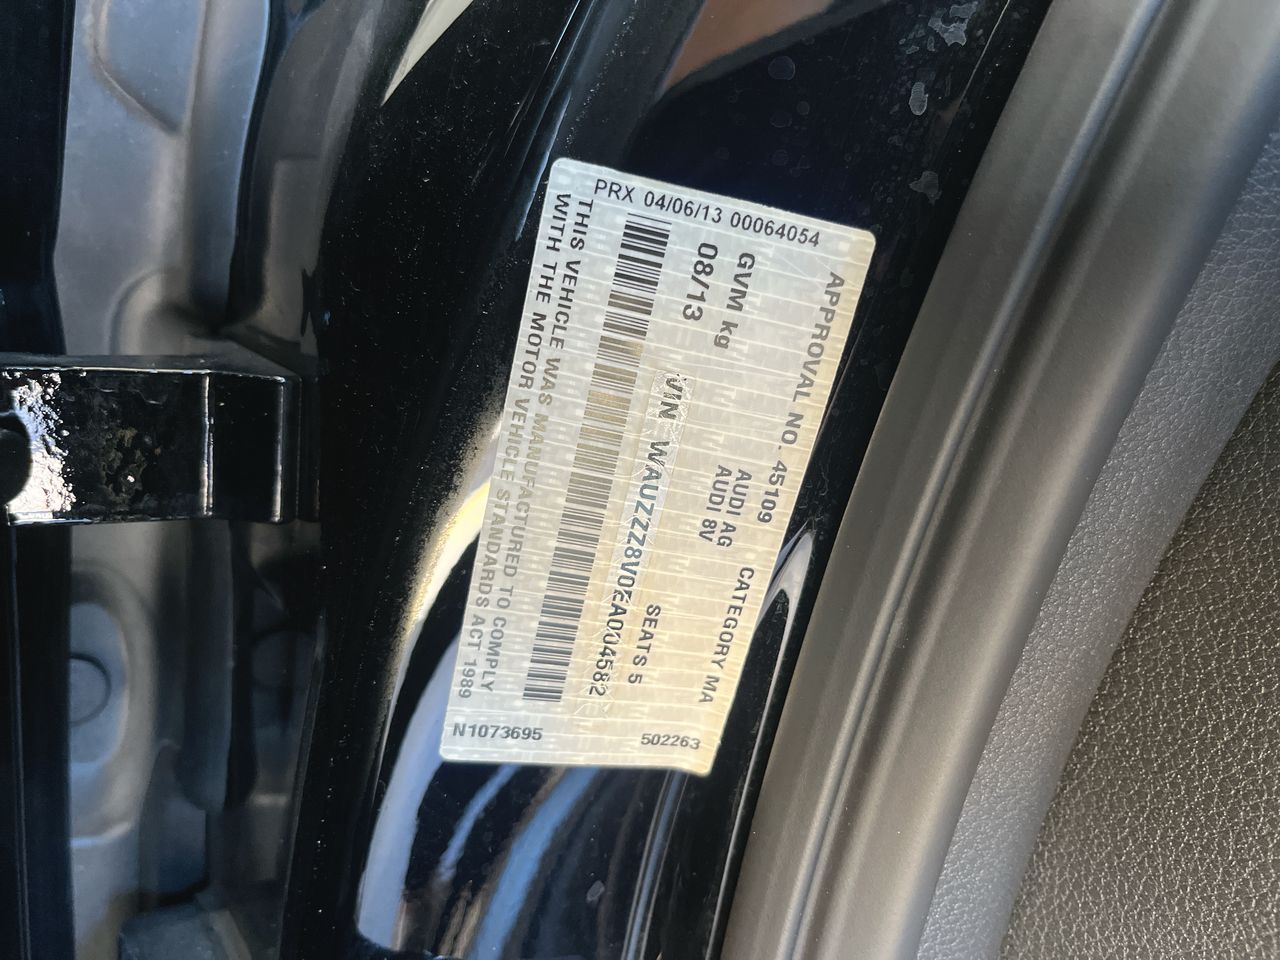 PRX 04/06/13 00064054
APPROVAL NO. 45109 CATEGORY MA
AUDI AG
AUDI 8V
GVM kg
08/13
SEATS 5
VIN WAUZZZ8V0EA004582
THIS VEHICLE WAS MANUFACTURED TO COMPLY
WITH THE MOTOR VEHICLE STANDARDS ACT 1989
N1073695
502263